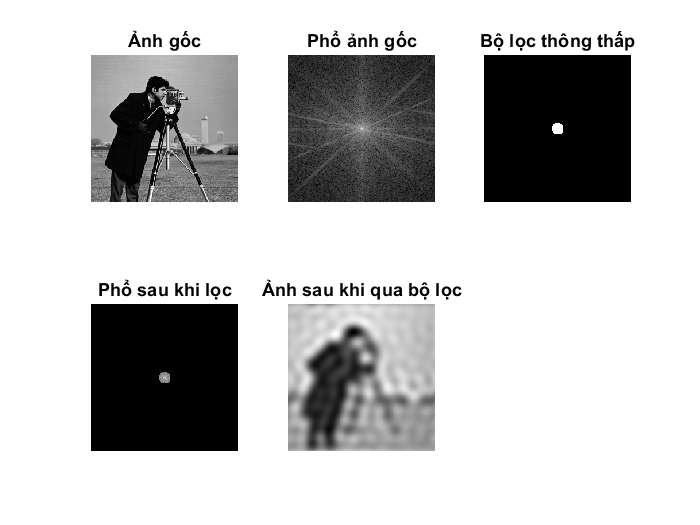 Ảnh gốc
Phổ ảnh gốc
Bộ lọc thông thấp
Phổ sau khi lọc
Ảnh sau khi qua bộ lọc